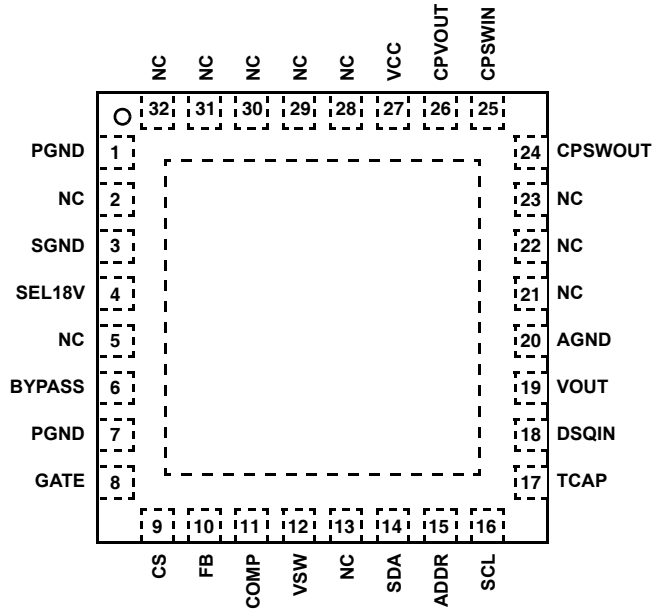 NC NC NC NC NC VCC CPVOUT CPSWIN
32 31 30 29 28 27 26 25
PGND 1 24 CPSWOUT
NC 2 23 NC
SGND 3 22 NC
SEL18V 4 21 NC
NC 5 20 AGND
BYPASS 6 19 VOUT
PGND 7 18 DSQIN
GATE 8 17 TCAP
9 10 11 12 13 14 15 16
CS FB COMP VSW NC SDA ADDR SCL